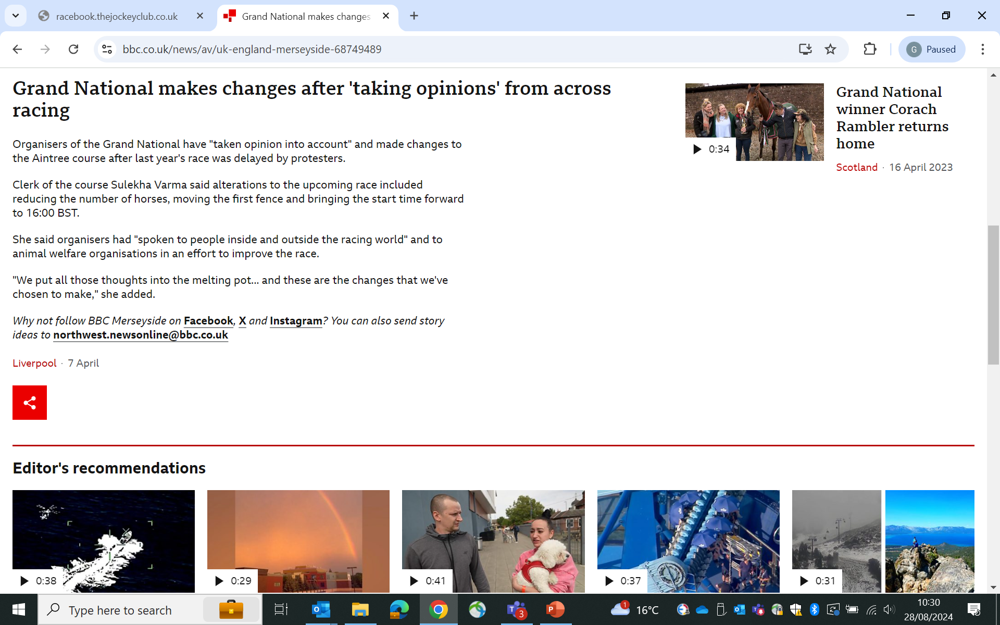 racebook.thejockeyclub.co.uk
Grand National makes changes
bbc.co.uk/news/av/uk-england-merseyside-68749489
G
Paused
Grand National makes changes after 'taking opinions' from across
racing
Organisers of the Grand National have "taken opinion into account" and made changes to
the Aintree course after last year's race was delayed by protesters.
Clerk of the course Sulekha Varma said alterations to the upcoming race included
reducing the number of horses, moving the first fence and bringing the start time forward
to 16:00 BST.
She said organisers had "spoken to people inside and outside the racing world" and to
animal welfare organisations in an effort to improve the race.
"We put all those thoughts into the melting pot... and these are the changes that we've
chosen to make," she added.
Why not follow BBC Merseyside on Facebook, X and Instagram? You can also send story
ideas to northwest.newsonline@bbc.co.uk
Liverpool · 7 April
0:34
Grand National
winner Corach
Rambler returns
home
Scotland · 16 April 2023
Editor's recommendations
0:38
0:29
0:41
0:37
0:31
Type here to search
3
1
16°C
10:30
28/08/2024